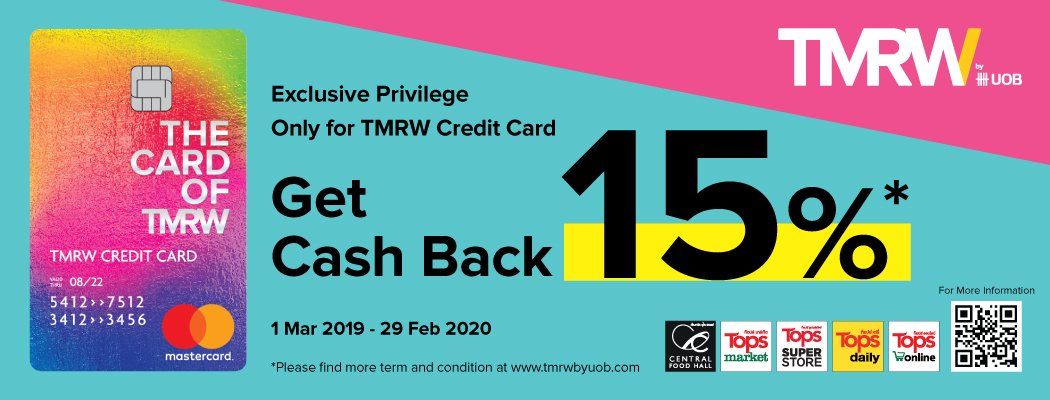 THE
CARD
OF
TMRW
TMRW CREDIT CARD
VALID
THRU
08/22
5412››7512
3412››3456
mastercard.
Exclusive Privilege
Only for TMRW Credit Card
Get
Cash Back
15%*
1 Mar 2019 - 29 Feb 2020
*Please find more term and condition at www.tmrwbyuob.com
TMRW
by
UOB
For More Information
CENTRAL
FOOD HALL
Tops
market
Tops
SUPER
STORE
Tops
daily
Tops
online